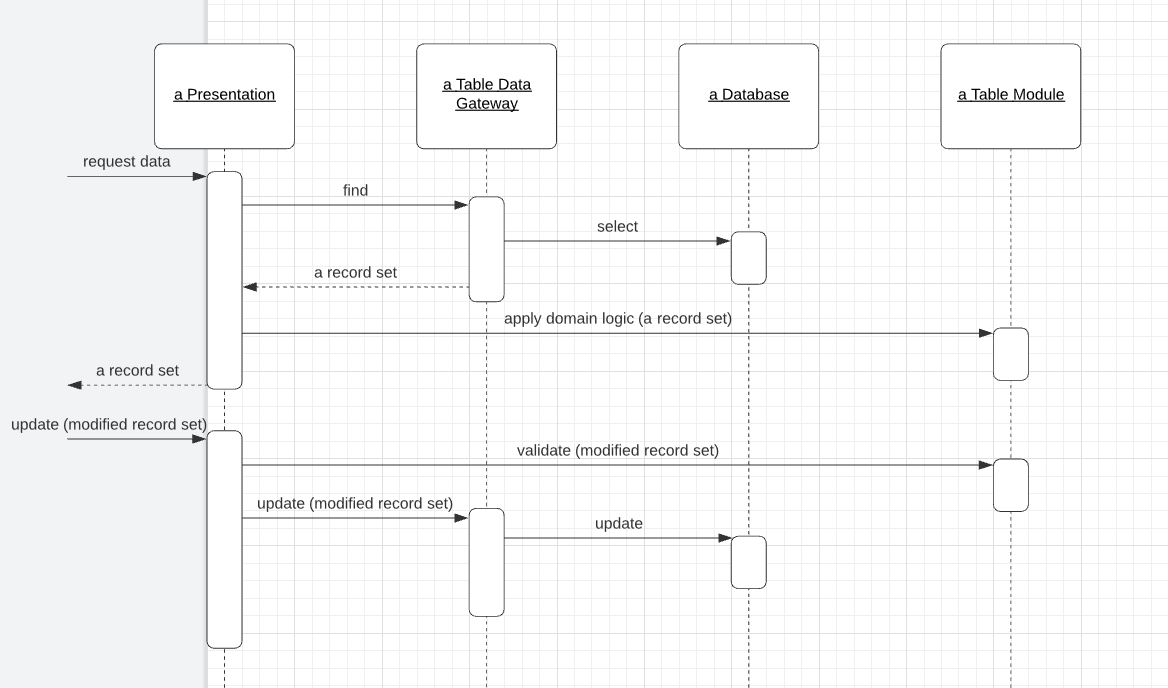 a Presentation
a Table Data
Gateway
a Database
a Table Module
request data
find
select
a record set
apply domain logic (a record set)
a record set
update (modified record set)
validate (modified record set)
update (modified record set)
update